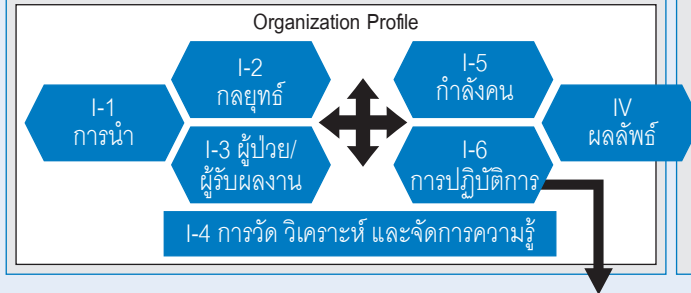 Organization Profile
I-1
การนำ
I-2
กลยุทธ์
I-3 ผู้ป่วย/
ผู้รับผลงาน
I-5
กำลังคน
I-6
การปฏิบัติการ
IV
ผลลัพธ์
I-4 การวัด วิเคราะห์ และจัดการความรู้